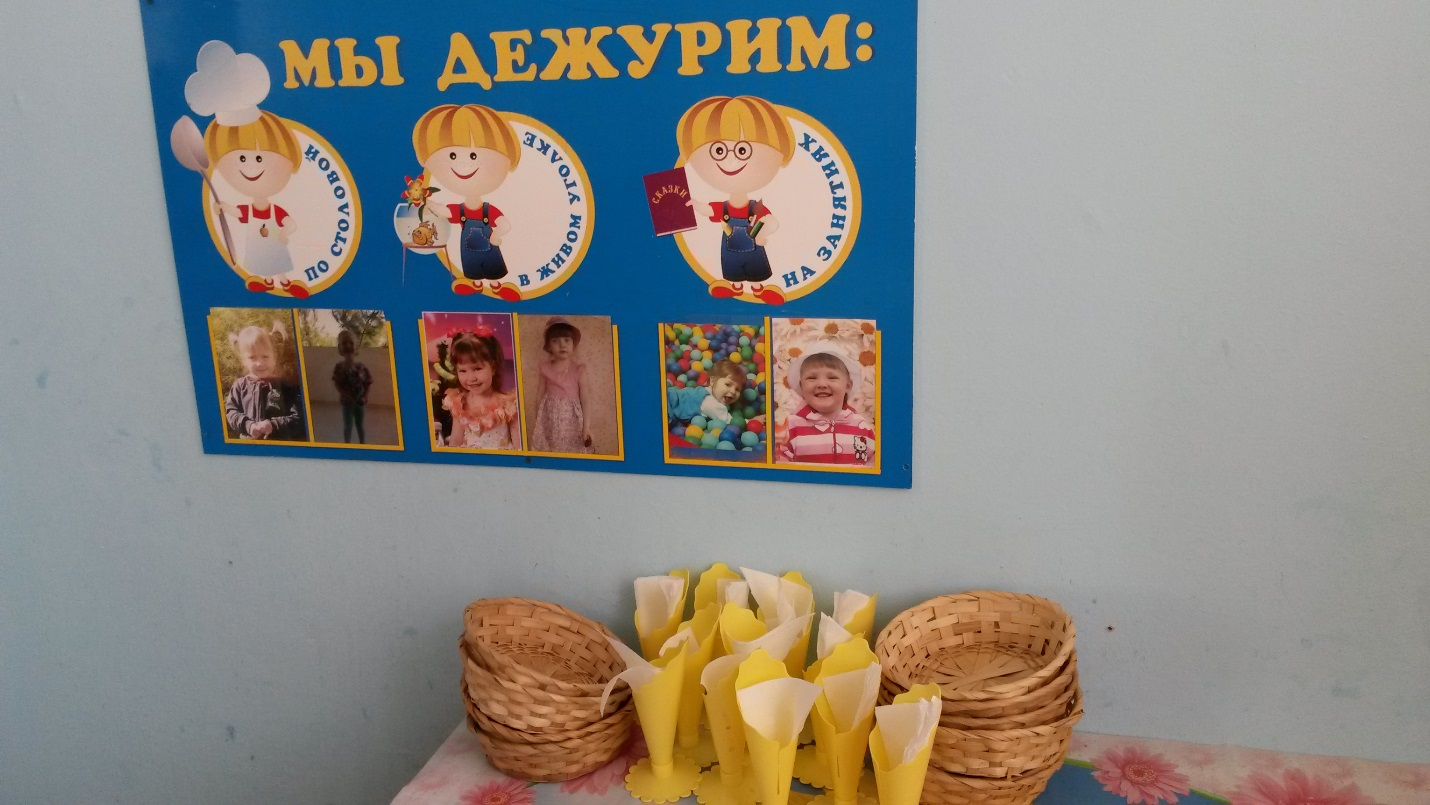 МЫ ДЕЖУРИМ:
ПО СТОЛОВОЙ
В ЖИВОМ УГОЛКЕ
СКАЗКИ
НА ЗАНЯТИЯХ